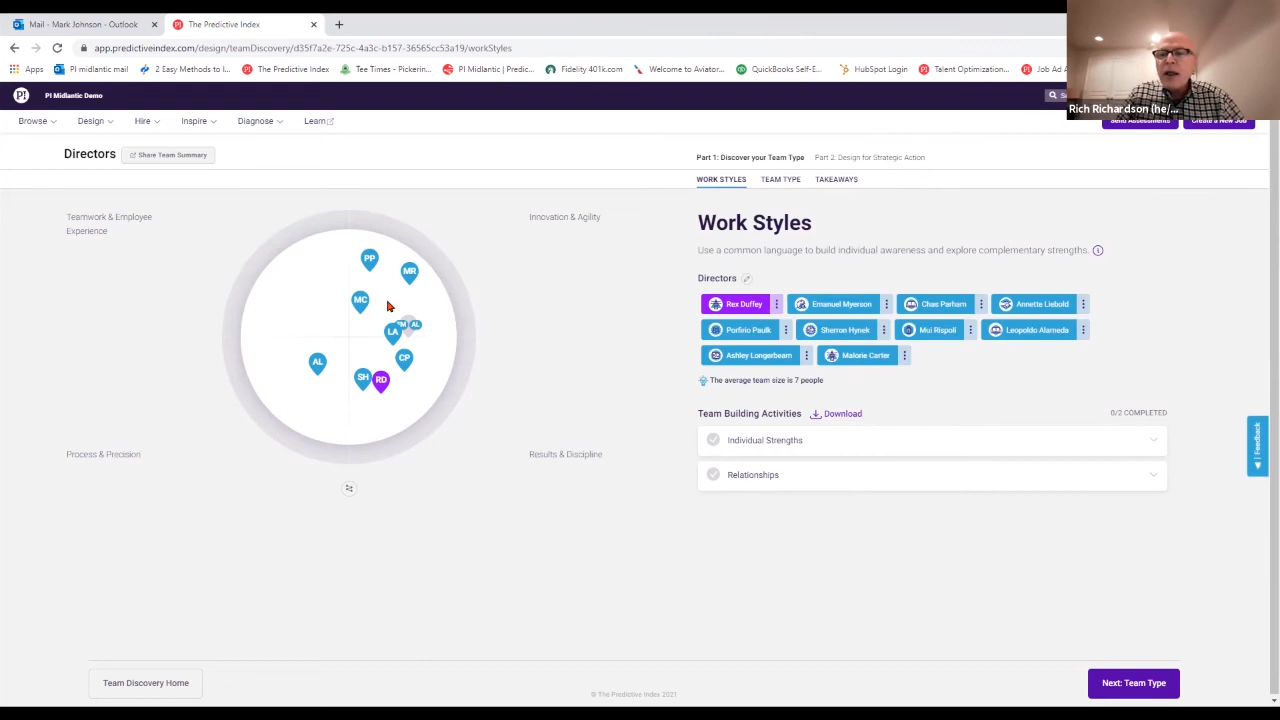 Mail - Mark Johnson - Outlook
The Predictive Index
app.predictiveindex.com/design/teamDiscovery/d35f7a2e-725c-4a3c-b157-36565cc53a19/workStyles
Apps PI midlantic mail 2 Easy Methods to I... The Predictive Index Tee Times - Pickerin... PI Midlantic | Predic... Fidelity 401k.com Welcome to Aviator... QuickBooks Self-E... HubSpot Login Talent Optimization... Job Ad A
PI Midlantic Demo
Rich Richardson (he/...
Browse Design Hire Inspire Diagnose Learn
Send Assessments Create a New Job
Directors Share Team Summary
Part 1: Discover your Team Type Part 2: Design for Strategic Action
WORK STYLES TEAM TYPE TAKEAWAYS
Teamwork & Employee
Experience
Innovation & Agility
PP
MR
MC
LA
AL
AL
CP
SH
RD
Process & Precision
Results & Discipline
Work Styles
Use a common language to build individual awareness and explore complementary strengths.
Directors
Rex Duffey Emanuel Myerson Chas Parham Annette Liebold
Porfirio Paulk Sherron Hynek Mui Rispoli Leopoldo Alameda
Ashley Longerbeam Malorie Carter
The average team size is 7 people
Team Building Activities Download 0/2 COMPLETED
Individual Strengths
Relationships
Feedback
Team Discovery Home
© The Predictive Index 2021
Next: Team Type